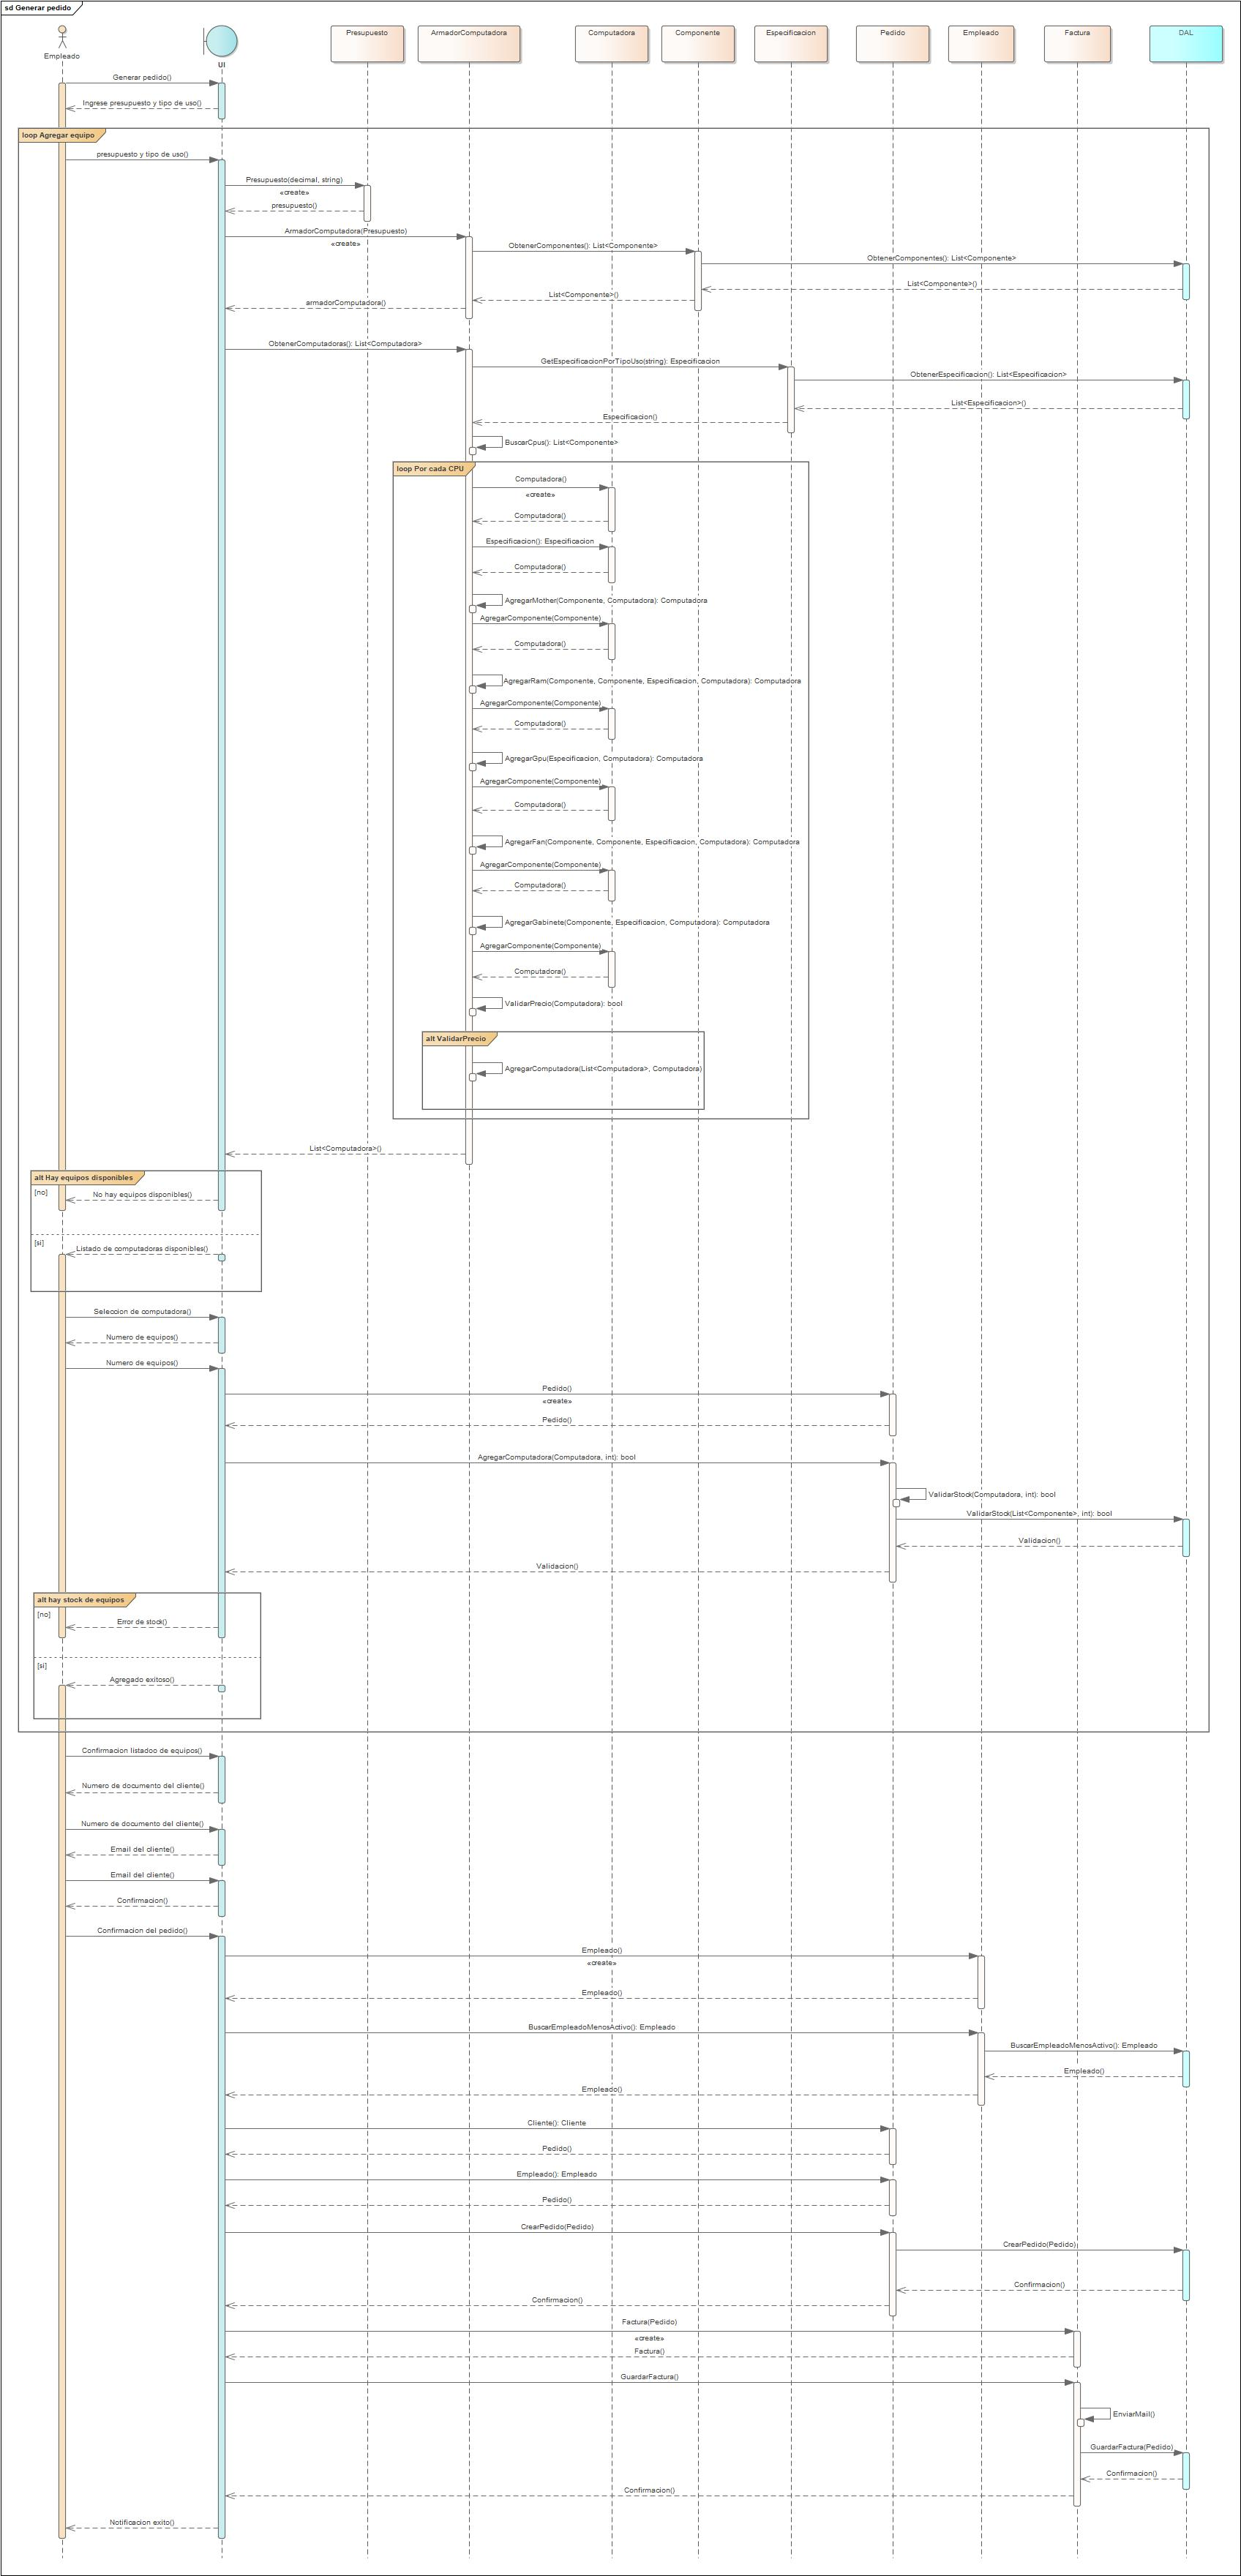 sd Generar pedido
Empleado
UI
Presupuesto
ArmadorComputadora
Computadora
Componente
Especificacion
Pedido
Empleado
Factura
DAL
Generar pedido()
Ingrese presupuesto y tipo de uso()
loop Agregar equipo
presupuesto y tipo de uso()
Presupuesto(decimal, string)
«create»
presupuesto()
ArmadorComputadora(Presupuesto)
«create»
ObtenerComponentes(): List<Componente>
ObtenerComponentes(): List<Componente>
List<Componente>()
List<Componente>()
armadorComputadora()
ObtenerComputadoras(): List<Computadora>
GetEspecificacionPorTipoUso(string): Especificacion
ObtenerEspecificacion(): List<Especificacion>
List<Especificacion>()
Especificacion()
BuscarCpus(): List<Componente>
loop Por cada CPU
Computadora()
«create»
Computadora()
Especificacion(): Especificacion
Computadora()
AgregarMother(Componente, Computadora): Computadora
AgregarComponente(Componente)
Computadora()
AgregarRam(Componente, Componente, Especificacion, Computadora): Computadora
AgregarComponente(Componente)
Computadora()
AgregarGpu(Especificacion, Computadora): Computadora
AgregarComponente(Componente)
Computadora()
AgregarFan(Componente, Componente, Especificacion, Computadora): Computadora
AgregarComponente(Componente)
Computadora()
AgregarGabinete(Componente, Especificacion, Computadora): Computadora
AgregarComponente(Componente)
Computadora()
ValidarPrecio(Computadora): bool
alt ValidarPrecio
AgregarComputadora(List<Computadora>, Computadora)
List<Computadora>()
alt Hay equipos disponibles
[no]
No hay equipos disponibles()
[si]
Listado de computadoras disponibles()
Seleccion de computadora()
Numero de equipos()
Numero de equipos()
Pedido()
«create»
Pedido()
AgregarComputadora(Computadora, int): bool
ValidarStock(Computadora, int): bool
ValidarStock(List<Componente>, int): bool
Validacion()
Validacion()
alt hay stock de equipos
[no]
Error de stock()
[si]
Agregado exitoso()
Confirmacion listadoo de equipos()
Numero de documento del cliente()
Numero de documento del cliente()
Email del cliente()
Email del cliente()
Confirmacion()
Confirmacion del pedido()
Empleado()
«create»
Empleado()
BuscarEmpleadoMenosActivo(): Empleado
BuscarEmpleadoMenosActivo(): Empleado
Empleado()
Empleado()
Cliente(): Cliente
Pedido()
Empleado(): Empleado
Pedido()
CrearPedido(Pedido)
CrearPedido(Pedido)
Confirmacion()
Confirmacion()
Factura(Pedido)
«create»
Factura()
GuardarFactura()
EnviarMail()
GuardarFactura(Pedido)
Confirmacion()
Confirmacion()
Notificacion exito()